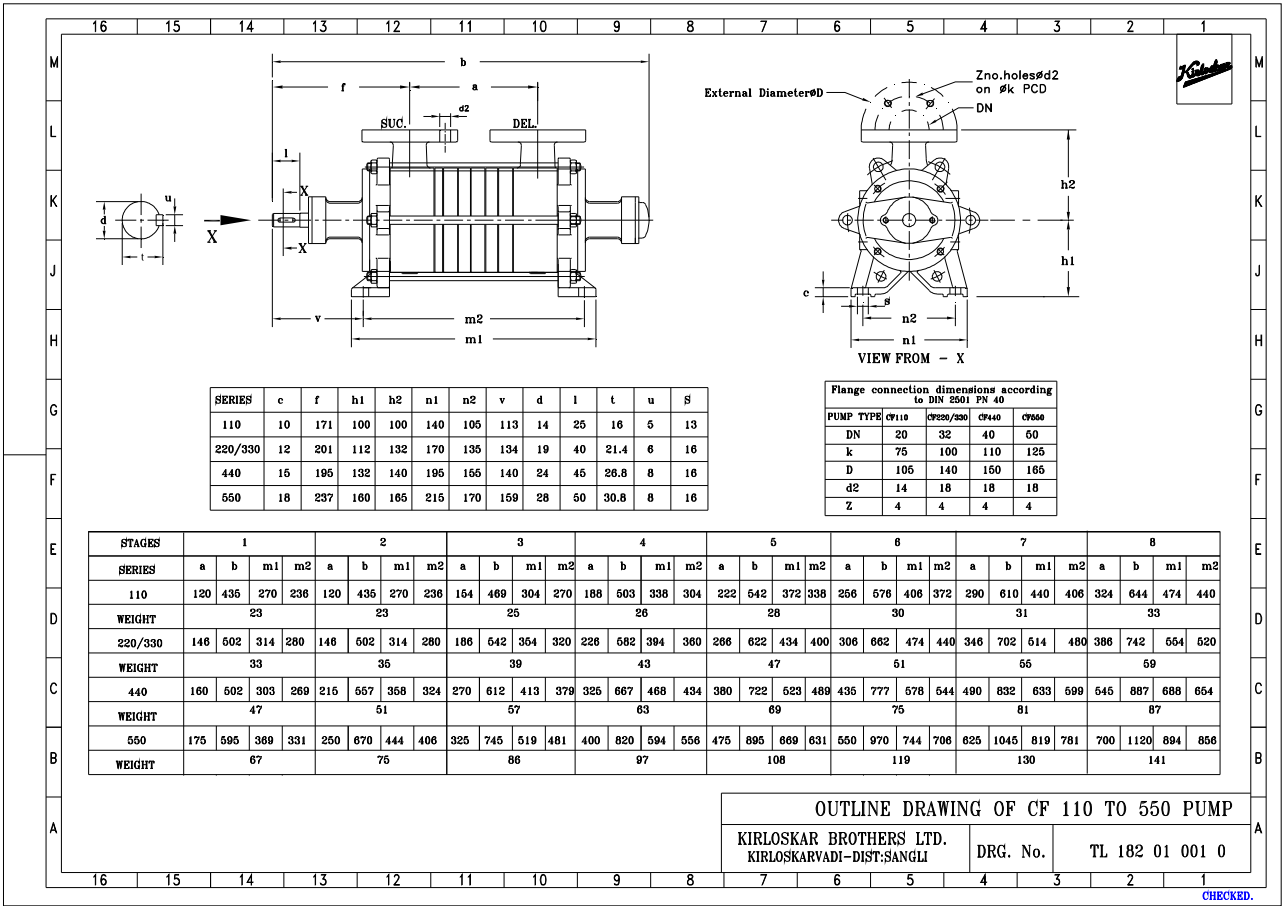 16 15 14 13 12 11 10 9 8 7 6 5 4 3 2 1
M M
L L
K K
J J
H H
G G
F F
E E
D D
C C
B B
A A
b
f a
d2
SUC. DEL.
l
X
u
d
X
X
t
v m2
m1
External DiameterøD
Zno.holesød2
on øk PCD
DN
h2
h1
c
s
n2
n1
VIEW FROM - X
Kirloskar
SERIES c f h1 h2 n1 n2 v d l t u S
110 10 171 100 100 140 105 113 14 25 16 5 13
220/330 12 201 112 132 170 135 134 19 40 21.4 6 16
440 15 195 132 140 195 155 140 24 45 26.8 8 16
550 18 237 160 165 215 170 159 28 50 30.8 8 16
Flange connection dimensions according
to DIN 2501 PN 40
PUMP TYPE CF110 CF220/330 CF440 CF550
DN 20 32 40 50
k 75 100 110 125
D 105 140 150 165
d2 14 18 18 18
Z 4 4 4 4
STAGES 1 2 3 4 5 6 7 8
SERIES a b m1 m2 a b m1 m2 a b m1 m2 a b m1 m2 a b m1 m2 a b m1 m2 a b m1 m2 a b m1 m2
110 120 435 270 236 120 435 270 236 154 469 304 270 188 503 338 304 222 542 372 338 256 576 406 372 290 610 440 406 324 644 474 440
WEIGHT 23 23 25 26 28 30 31 33
220/330 146 502 314 280 146 502 314 280 186 542 354 320 226 582 394 360 266 622 434 400 306 662 474 440 346 702 514 480 386 742 554 520
WEIGHT 33 35 39 43 47 51 55 59
440 160 502 303 269 215 557 358 324 270 612 413 379 325 667 468 434 380 722 523 489 435 777 578 544 490 832 633 599 545 887 688 654
WEIGHT 47 51 57 63 69 75 81 87
550 175 595 369 331 250 670 444 406 325 745 519 481 400 820 594 556 475 895 669 631 550 970 744 706 625 1045 819 781 700 1120 894 856
WEIGHT 67 75 86 97 108 119 130 141
OUTLINE DRAWING OF CF 110 TO 550 PUMP
KIRLOSKAR BROTHERS LTD.
KIRLOSKARVADI-DIST:SANGLI
DRG. No. TL 182 01 001 0
16 15 14 13 12 11 10 9 8 7 6 5 4 3 2 1
CHECKED.